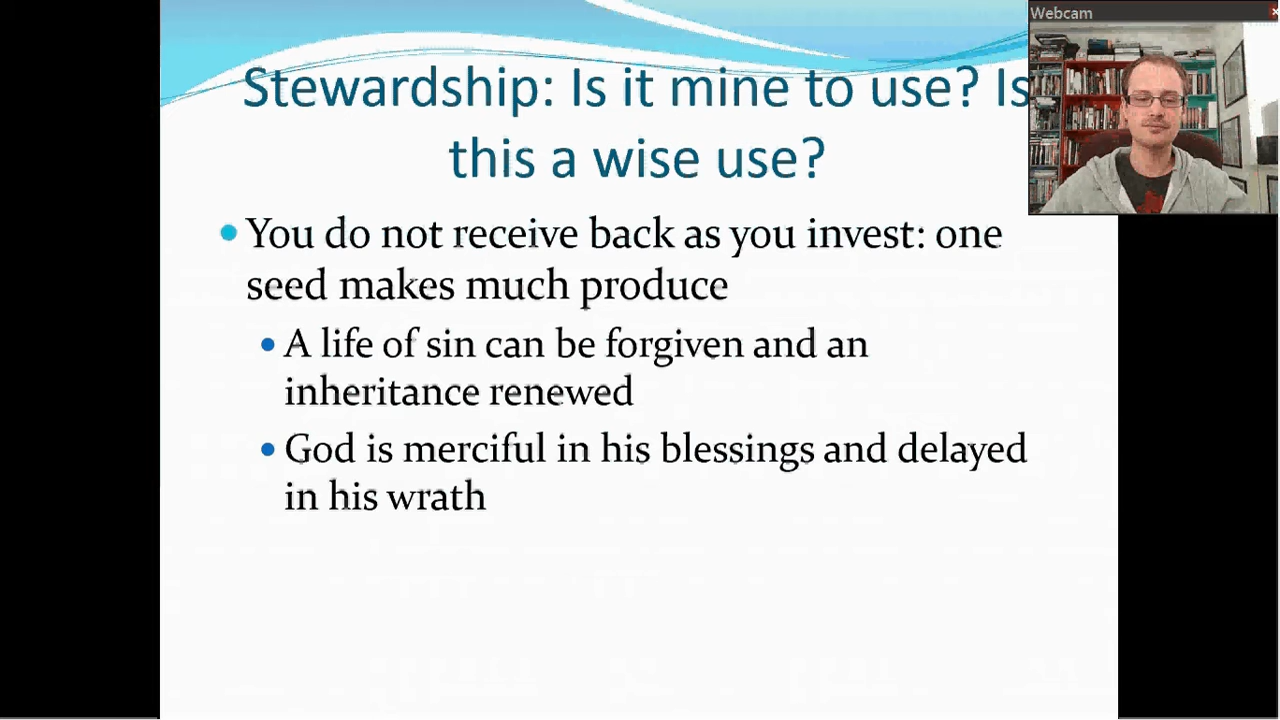 Webcam
Stewardship: Is it mine to use? Is
this a wise use?
You do not receive back as you invest: one
seed makes much produce
A life of sin can be forgiven and an
inheritance renewed
God is merciful in his blessings and delayed
in his wrath